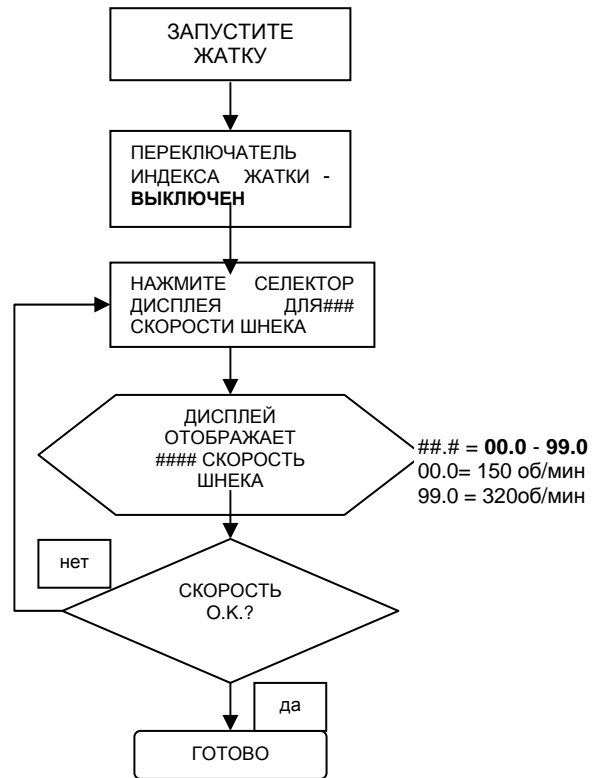 ЗАПУСТИТЕ
ЖАТКУ
ПЕРЕКЛЮЧАТЕЛЬ
ИНДЕКСА ЖАТКИ -
ВЫКЛЮЧЕН
НАЖМИТЕ СЕЛЕКТОР
ДИСПЛЕЯ ДЛЯ###
СКОРОСТИ ШНЕКА
ДИСПЛЕЙ
ОТОБРАЖАЕТ
#### СКОРОСТЬ
ШНЕКА
##.# = 00.0 - 99.0
00.0= 150 об/мин
99.0 = 320об/мин
нет
СКОРОСТЬ
О.К.?
да
ГОТОВО